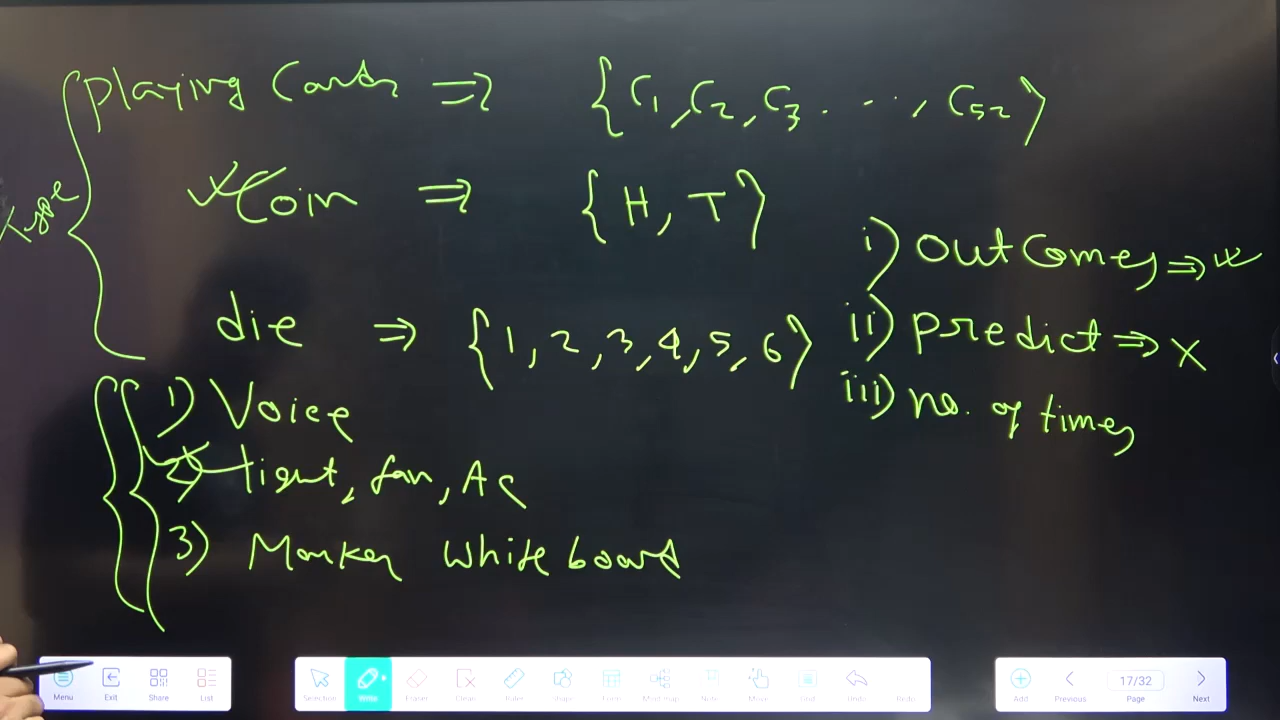 Playing Cards ⇒ {C1, C2, C3 . . . ., C52}
Coin ⇒ {H, T}
die ⇒ {1, 2, 3, 4, 5, 6}
i) outcomes ⇒
ii) predict ⇒ X
iii) no. of times
1) Voice
2) light, fan, AC
3) Marker White board
Menu Exit Share List
Selection Write Eraser Clean Ruler Shape Form Mind map Note Move Grid Undo Redo
Add Previous 17/32 Page Next